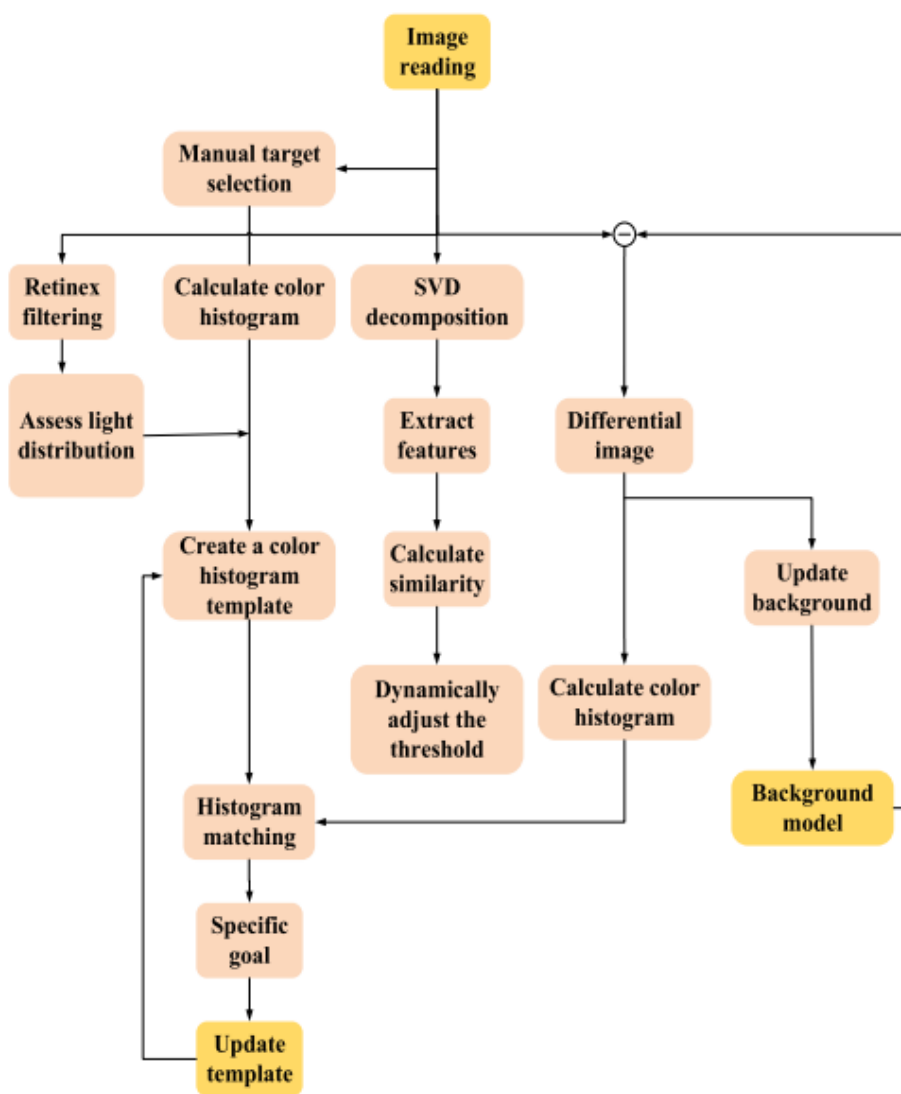 Image
reading
Manual target
selection
Retinex
filtering
Calculate color
histogram
SVD
decomposition
Assess light
distribution
Extract
features
Differential
image
Create a color
histogram
template
Calculate
similarity
Update
background
Dynamically
adjust the
threshold
Calculate color
histogram
Histogram
matching
Background
model
Specific
goal
Update
template